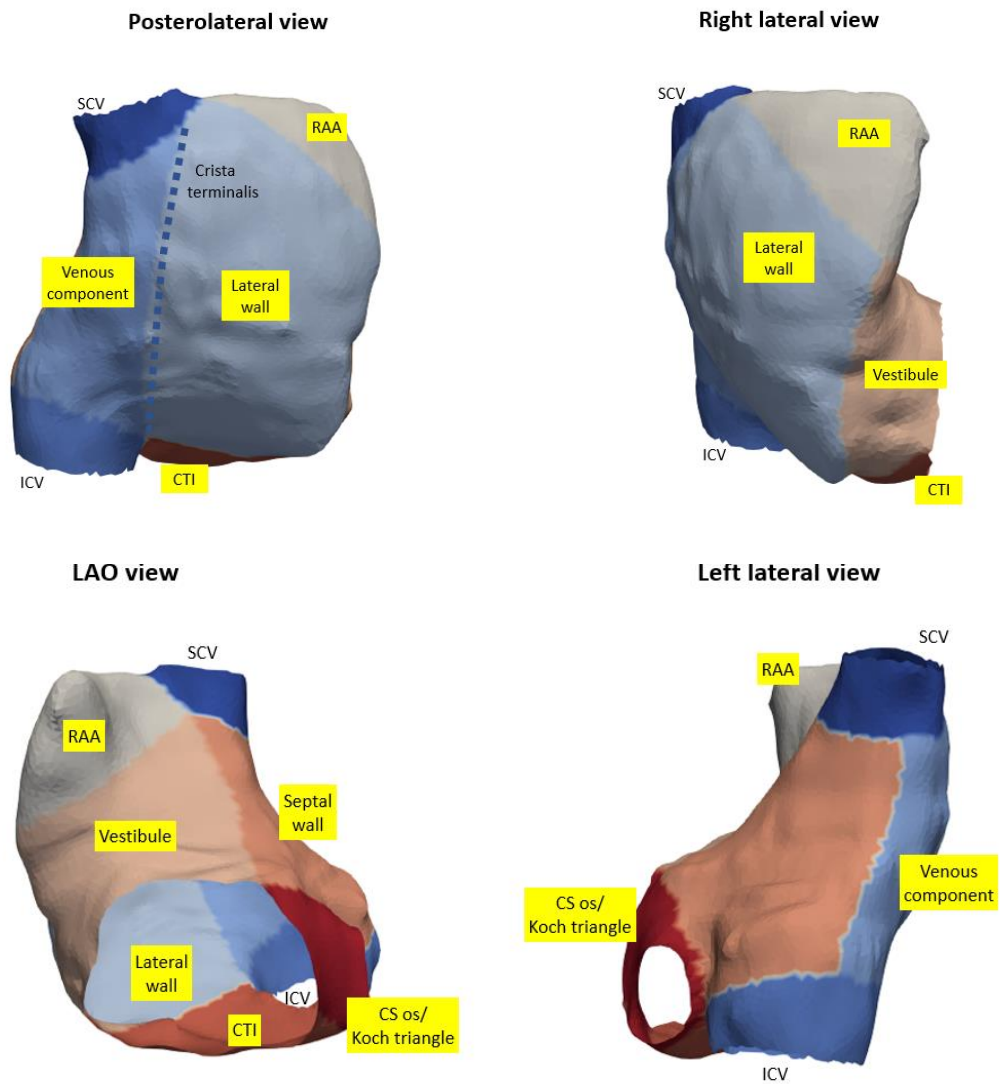 Posterolateral view
SCV
RAA
Crista
terminalis
Venous
component
Lateral
wall
ICV
CTI
Right lateral view
SCV
RAA
Lateral
wall
Vestibule
ICV
CTI
LAO view
SCV
RAA
Septal
wall
Vestibule
Lateral
wall
ICV
CTI
CS os/
Koch triangle
Left lateral view
SCV
RAA
Venous
component
CS os/
Koch triangle
ICV